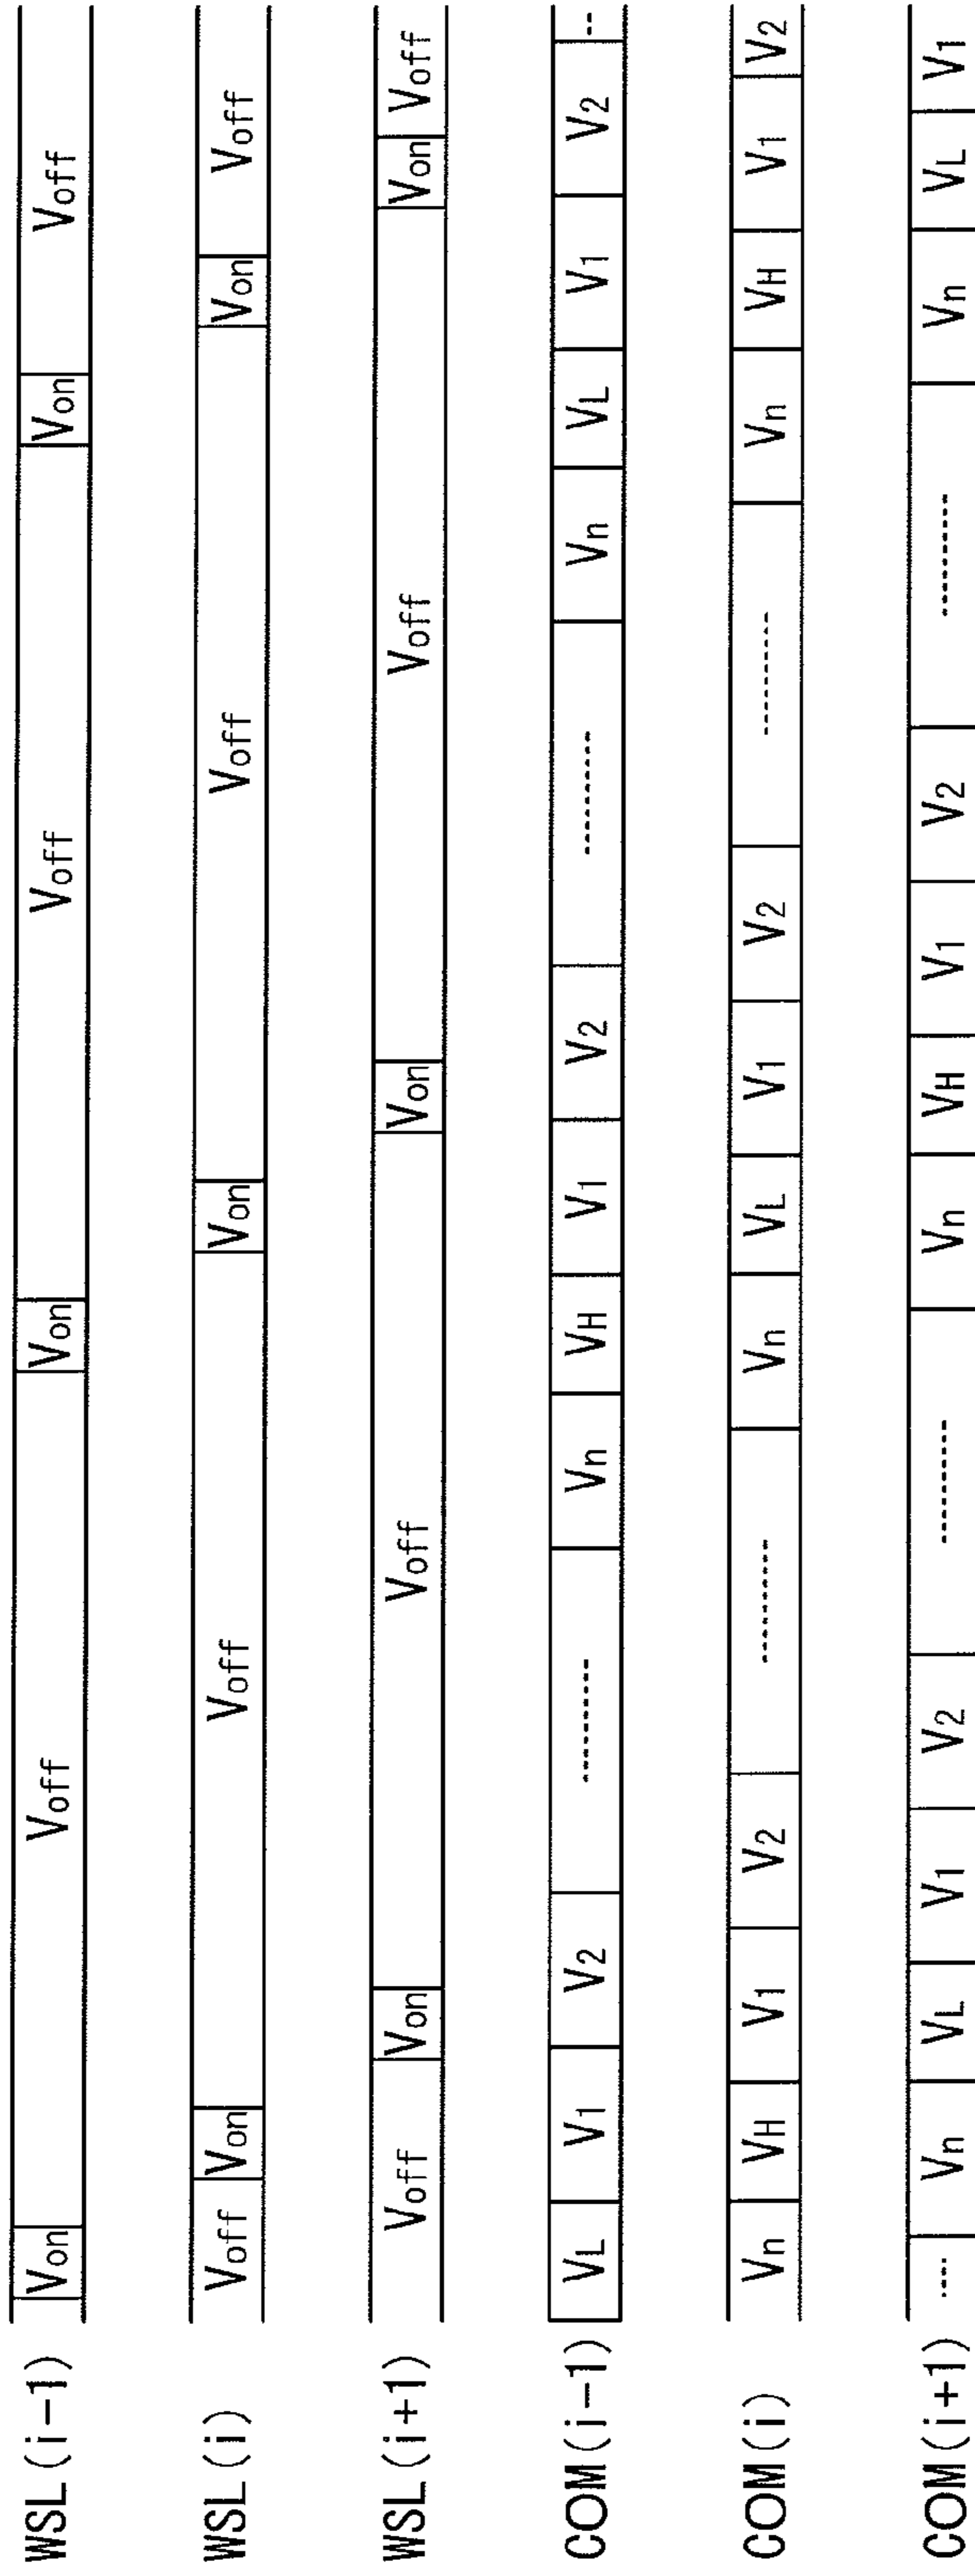 WSL(i-1) Von Voff Von Voff Von Voff
WSL(i) Voff Von Voff Von Voff Von Voff
WSL(i+1) Voff Von Voff Von Voff Von Voff
COM(i-1) VL V1 V2 --------- Vn VH V1 V2 --------- Vn VL V1 V2 --
COM(i) Vn VH V1 V2 --------- Vn VL V1 V2 --------- Vn VH V1 V2
COM(i+1) ---- Vn VL V1 V2 --------- Vn VH V1 V2 --------- Vn VL V1